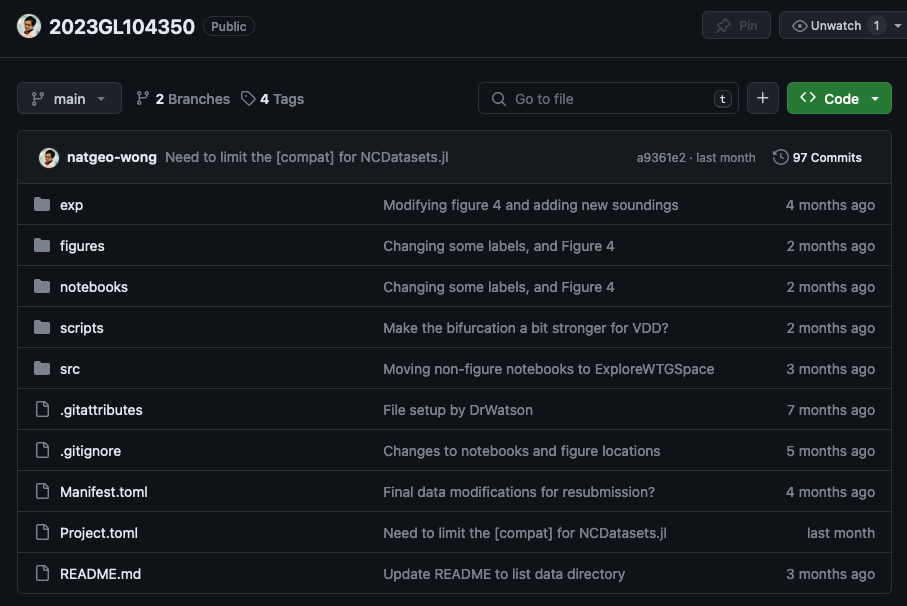 2023GL104350 Public Pin Unwatch 1
main 2 Branches 4 Tags Go to file t + Code
natgeo-wong Need to limit the [compat] for NCDatasets.jl a9361e2 · last month 97 Commits
exp Modifying figure 4 and adding new soundings 4 months ago
figures Changing some labels, and Figure 4 2 months ago
notebooks Changing some labels, and Figure 4 2 months ago
scripts Make the bifurcation a bit stronger for VDD? 2 months ago
src Moving non-figure notebooks to ExploreWTGSpace 3 months ago
.gitattributes File setup by DrWatson 7 months ago
.gitignore Changes to notebooks and figure locations 5 months ago
Manifest.toml Final data modifications for resubmission? 4 months ago
Project.toml Need to limit the [compat] for NCDatasets.jl last month
README.md Update README to list data directory 3 months ago